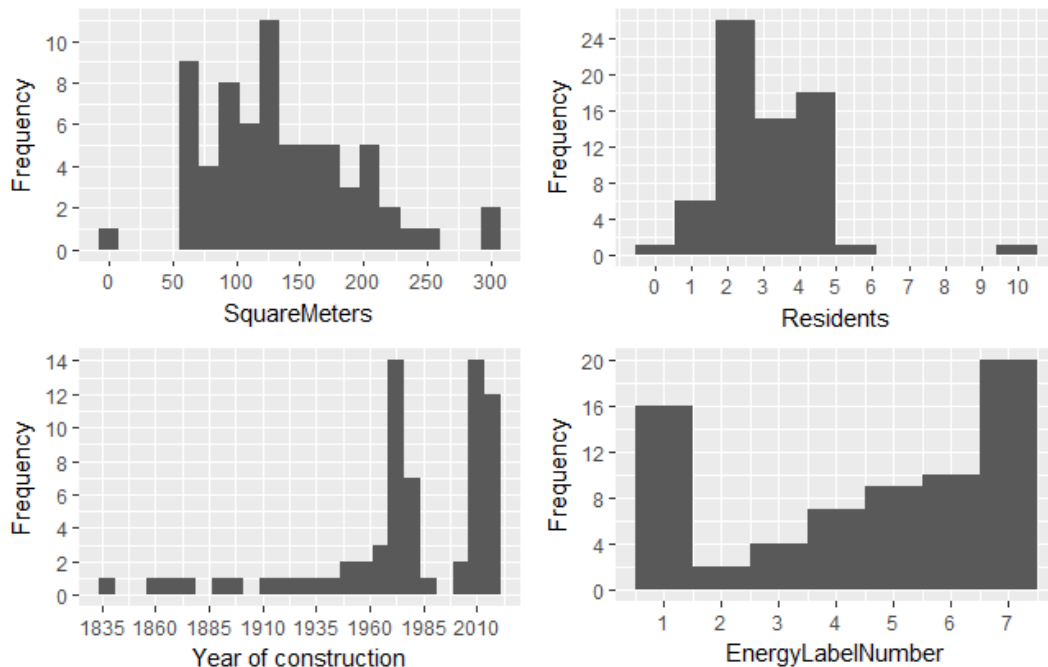 Frequency
10
8
6
4
2
0
0 50 100 150 200 250 300
SquareMeters
Frequency
24
20
16
12
8
4
0
0 1 2 3 4 5 6 7 8 9 10
Residents
Frequency
14
12
10
8
6
4
2
0
1835 1860 1885 1910 1935 1960 1985 2010
Year of construction
Frequency
20
16
12
8
4
0
1 2 3 4 5 6 7
EnergyLabelNumber